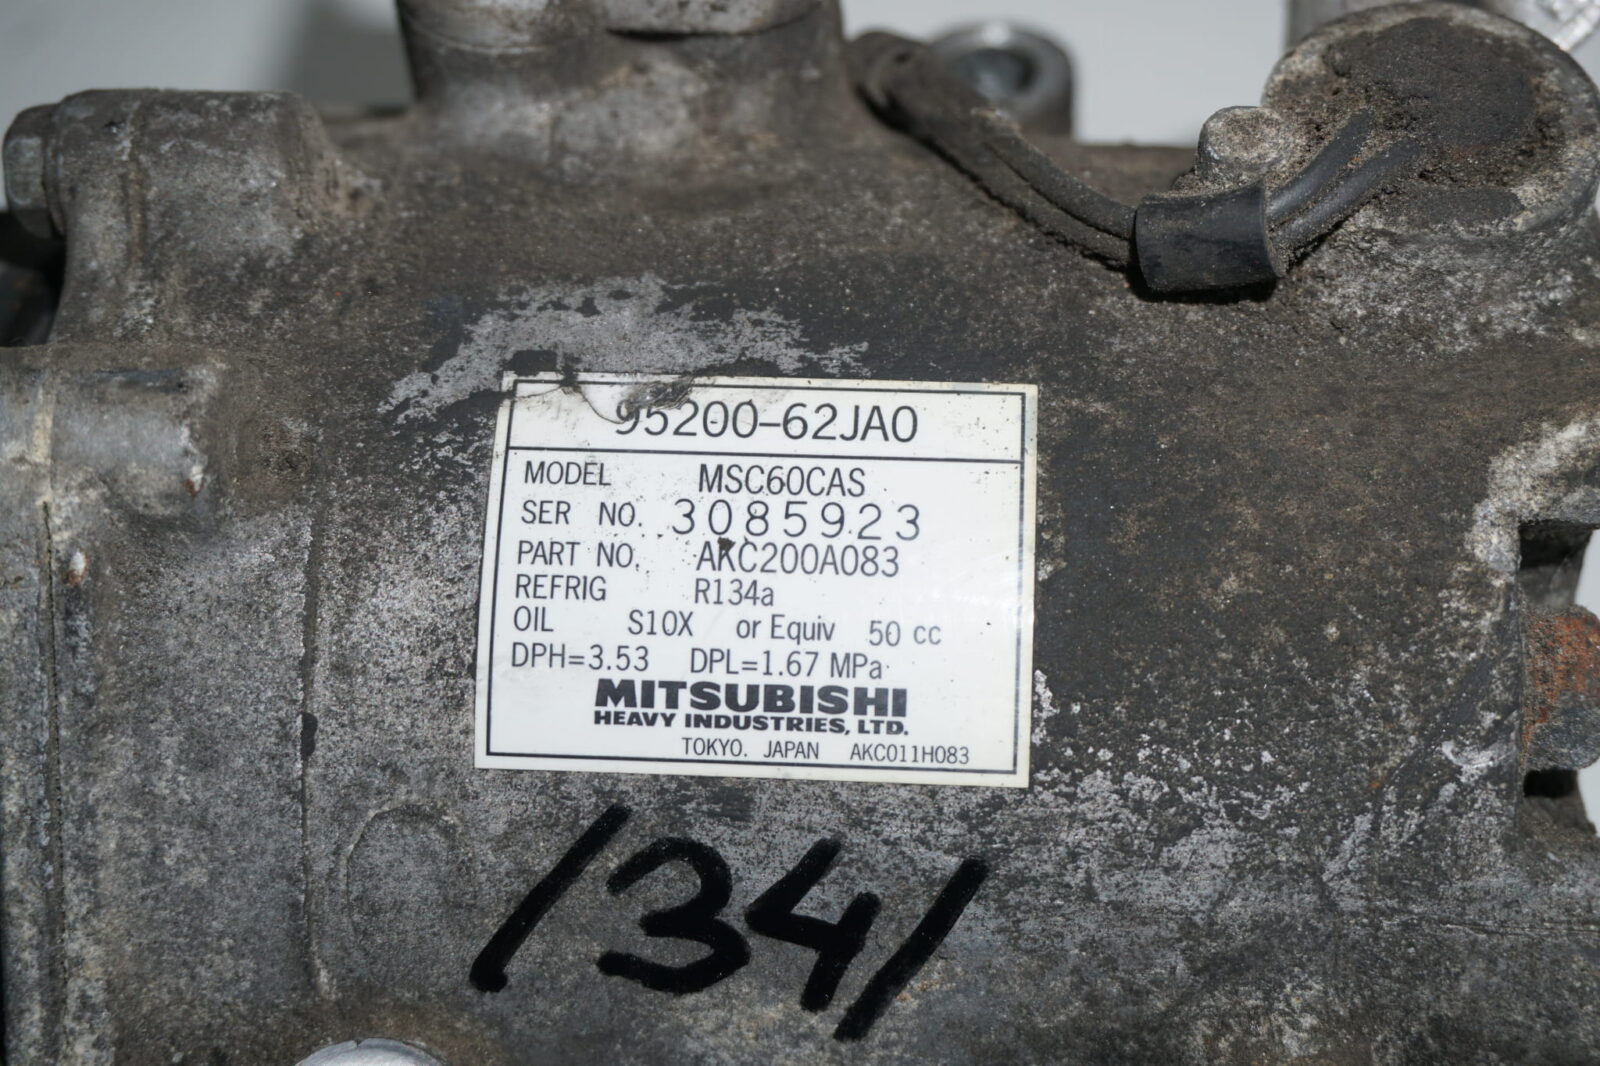 95200-62JA0
MODEL MSC60CAS
SER NO. 3085923
PART NO. AKC200A083
REFRIG R134a
OIL S10X or Equiv 50 cc
DPH=3.53 DPL=1.67 MPa
MITSUBISHI
HEAVY INDUSTRIES, LTD.
TOKYO. JAPAN AKC011H083
/34/